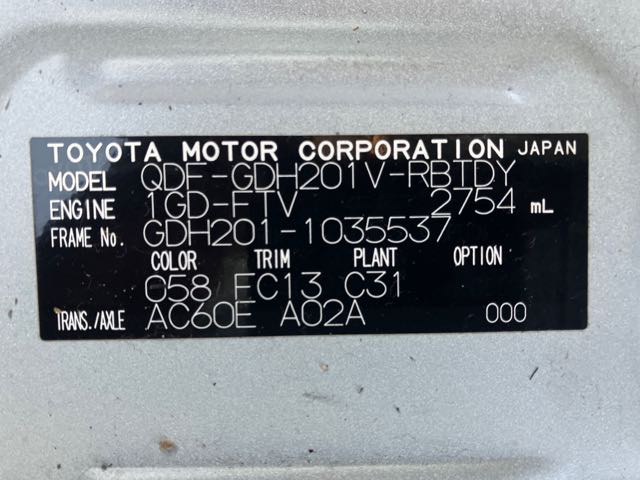 TOYOTA MOTOR CORPORATION JAPAN
MODEL QDF-GDH201V-RBTDY
ENGINE 1GD-FTV 2754 mL
FRAME No. GDH201-1035537
COLOR TRIM PLANT OPTION
058 EC13 C31
TRANS./AXLE AC60E A02A 000